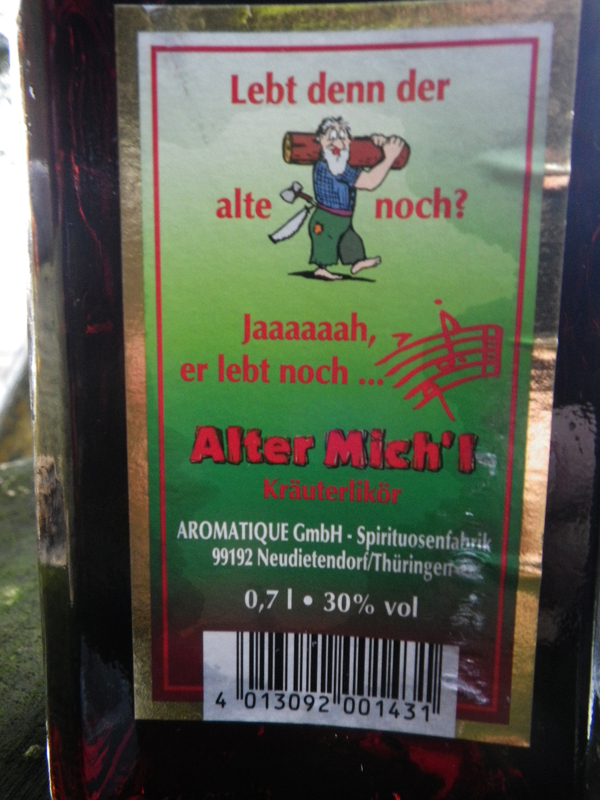 Lebt denn der
alte noch?
Jaaaaaah,
er lebt noch ...
Alter Mich'l
Kräuterlikör
AROMATIQUE GmbH - Spirituosenfabrik
99192 Neudietendorf/Thüringen
0,7 l • 30% vol
4 013092 001431